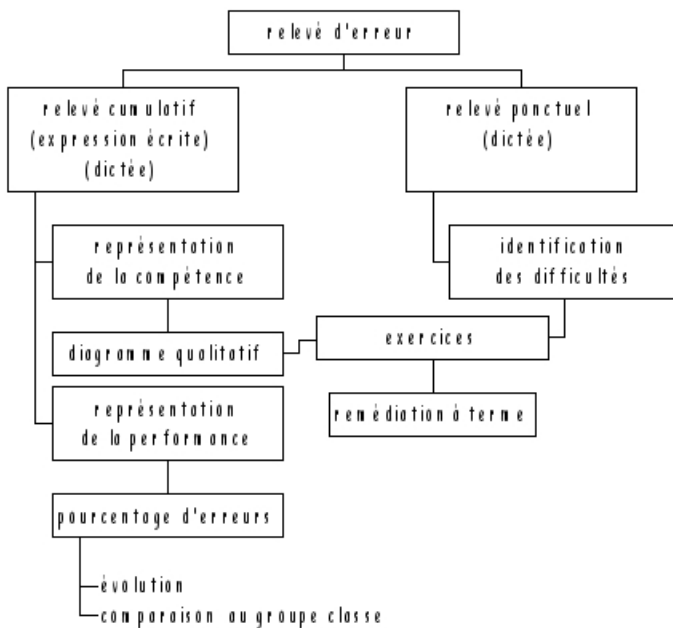 relevé d'erreur
relevé cumulatif
(expression écrite)
(dictée)
relevé ponctuel
(dictée)
représentation
de la compétence
identification
des difficultés
diagramme qualitatif
exercices
représentation
de la performance
remédiation à terme
pourcentage d'erreurs
évolution
comparaison au groupe classe